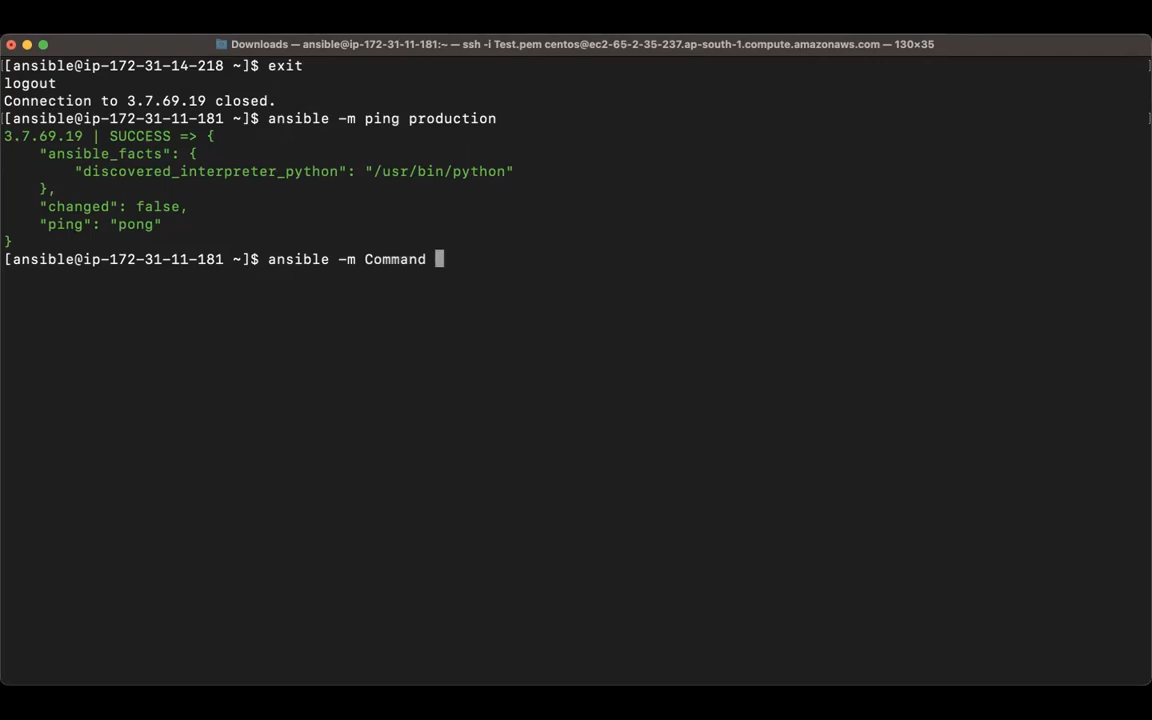 Downloads — ansible@ip-172-31-11-181:~ — ssh -i Test.pem centos@ec2-65-2-35-237.ap-south-1.compute.amazonaws.com — 130×35
[ansible@ip-172-31-14-218 ~]$ exit ]
logout
Connection to 3.7.69.19 closed.
[ansible@ip-172-31-11-181 ~]$ ansible -m ping production ]
3.7.69.19 | SUCCESS => {
    "ansible_facts": {
        "discovered_interpreter_python": "/usr/bin/python"
    },
    "changed": false,
    "ping": "pong"
}
[ansible@ip-172-31-11-181 ~]$ ansible -m Command